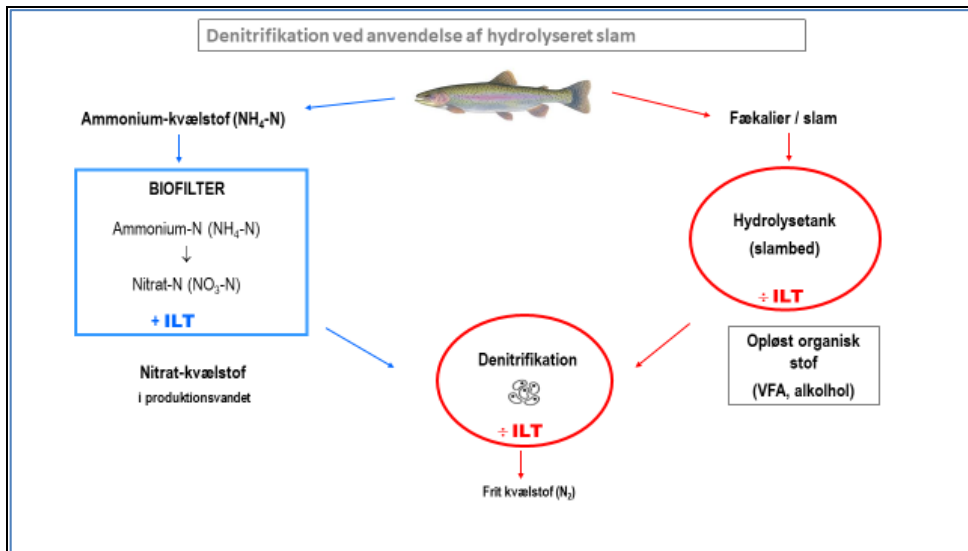 Denitrifikation ved anvendelse af hydrolyseret slam
Ammonium-kvælstof (NH₄-N)
BIOFILTER
Ammonium-N (NH₄-N)
↓
Nitrat-N (NO₃-N)
+ ILT
Nitrat-kvælstof
i produktionsvandet
Fækalier / slam
Hydrolysetank
(slambed)
÷ ILT
Opløst organisk
stof
(VFA, alkolhol)
Denitrifikation
÷ ILT
Frit kvælstof (N₂)